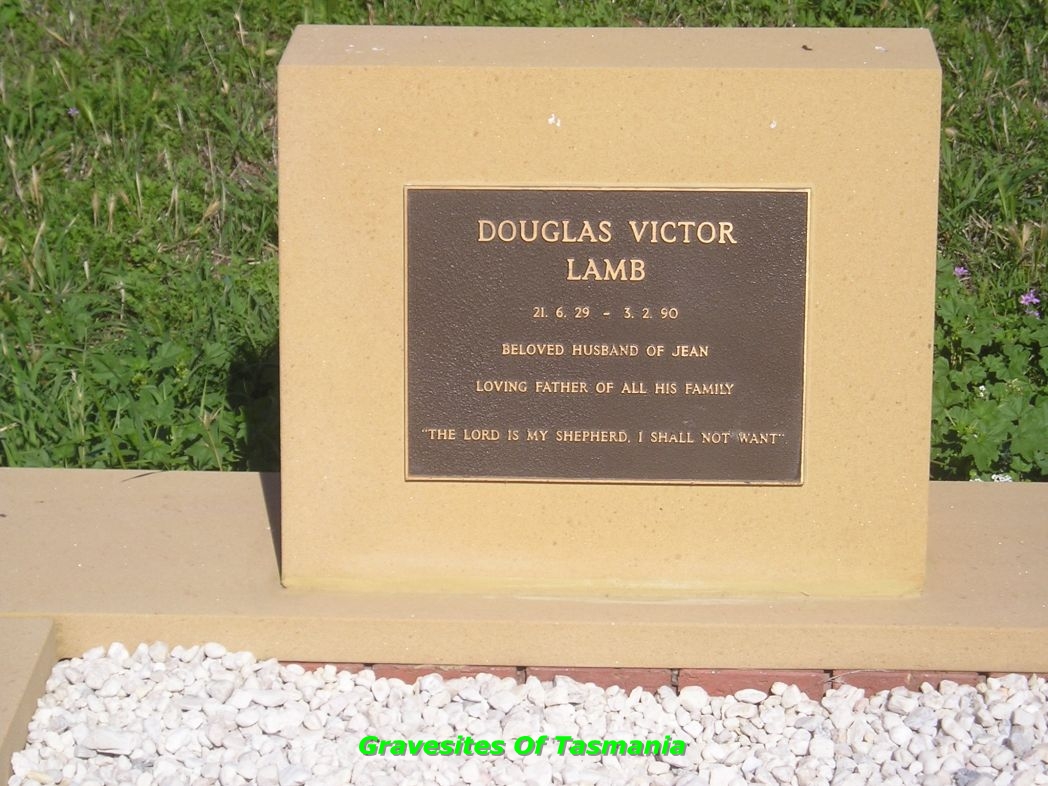 DOUGLAS VICTOR
LAMB
21. 6. 29 - 3. 2. 90
BELOVED HUSBAND OF JEAN
LOVING FATHER OF ALL HIS FAMILY
"THE LORD IS MY SHEPHERD, I SHALL NOT WANT".
Gravesites Of Tasmania